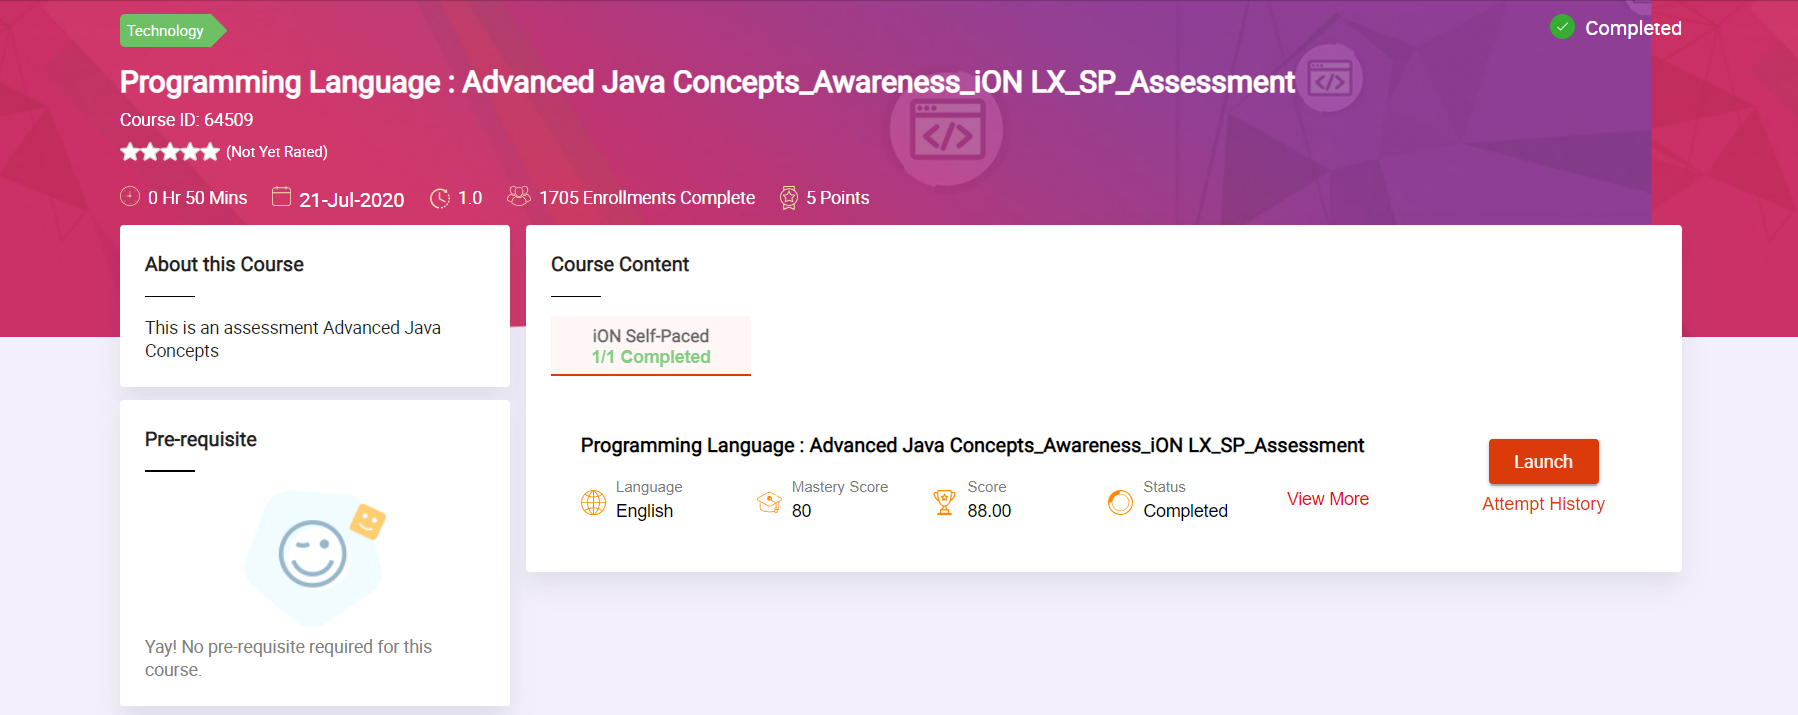 Technology
Completed
Programming Language : Advanced Java Concepts_Awareness_iON LX_SP_Assessment
Course ID: 64509
(Not Yet Rated)
0 Hr 50 Mins 21-Jul-2020 1.0 1705 Enrollments Complete 5 Points
About this Course
This is an assessment Advanced Java
Concepts
Pre-requisite
Yay! No pre-requisite required for this
course.
Course Content
iON Self-Paced
1/1 Completed
Programming Language : Advanced Java Concepts_Awareness_iON LX_SP_Assessment
Language
English
Mastery Score
80
Score
88.00
Status
Completed
View More
Launch
Attempt History